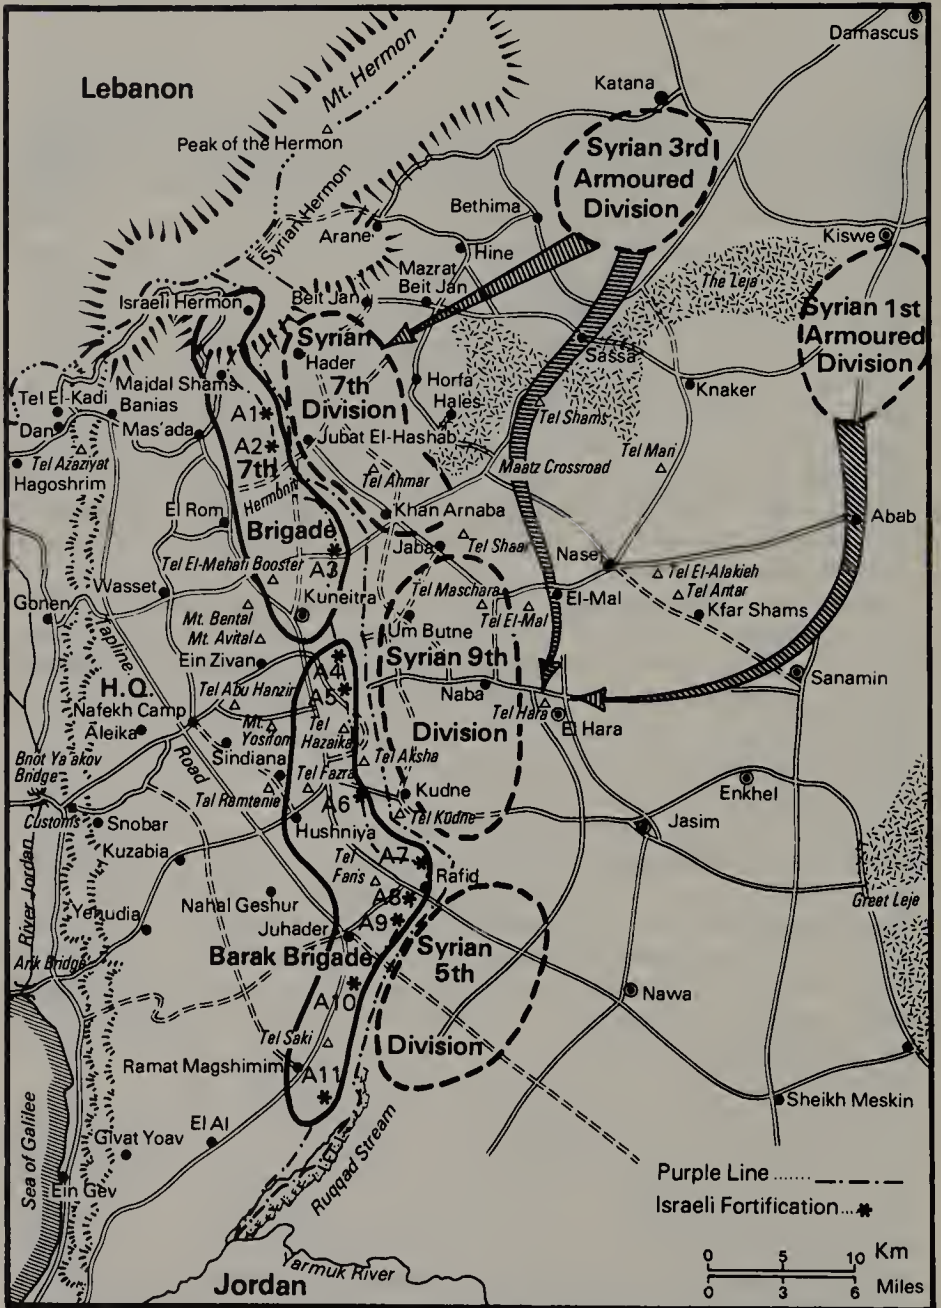 Damascus
Lebanon
Mt. Hermon
Katana
Peak of the Hermon
Syrian 3rd
Armoured
Division
Syrian Hermon
Bethima
Arane
Kiswe
Hine
Mazrat
Beit Jan
The Leja
Israeli Hermon
Beit Jan
Syrian 1st
Armoured
Division
Syrian
7th
Division
Hader
Sassa
Majdal Shams
Horfa
Knaker
Tel El-Kadi
Banias
A1*
Hales
Tel Shams
Dan
Mas'ada
Jubat El-Hashab
A2*
Tel Mari
Tel Azaziyat
7th
Brigade
Maatz Crossroad
Hagoshrim
Tel Ahmar
Hermonit
El Rom
Khan Arnaba
Abab
Jaba
Tel Shaar
Nasej
Tel El-Mehafi Booster
A3
Tel El-Alakieh
Wasset
Tel Maschara
Tel Antar
Gonen
Kuneitra
El-Mal
Kfar Shams
Mt. Bental
Tel El-Mal
Tapline
Road
Mt. Avital
Um Butne
Ein Zivan
A4
Syrian 9th
Division
Sanamin
H.Q.
Nafekh Camp
Tel Abu Hanzir
A5
Naba
Tel Hara
El Hara
Aleika
Mt.
Yosifon
Tel
Hazaika
Bnot Ya'akov
Bridge
Sindiana
Tel Aksha
Tel Fazra
Enkhel
Tal Ramtenie
Kudne
A6
Customs
Snobar
Tel Kudne
Jasim
Hushniya
Kuzabia
Tel
Faris
A7
Rafid
River Jordan
Nahal Geshur
A8
Greet Leje
Yehudia
Juhader
A9
Syrian
5th
Division
Arik Bridge
Barak Brigade
A10
Nawa
Tel Saki
Ramat Magshimim
A11
Sheikh Meskin
Sea of Galilee
El Al
Givat Yoav
Ruqqad Stream
Ein Gev
Purple Line
Israeli Fortification...*
0 5 10 Km
0 3 6 Miles
Yarmuk River
Jordan